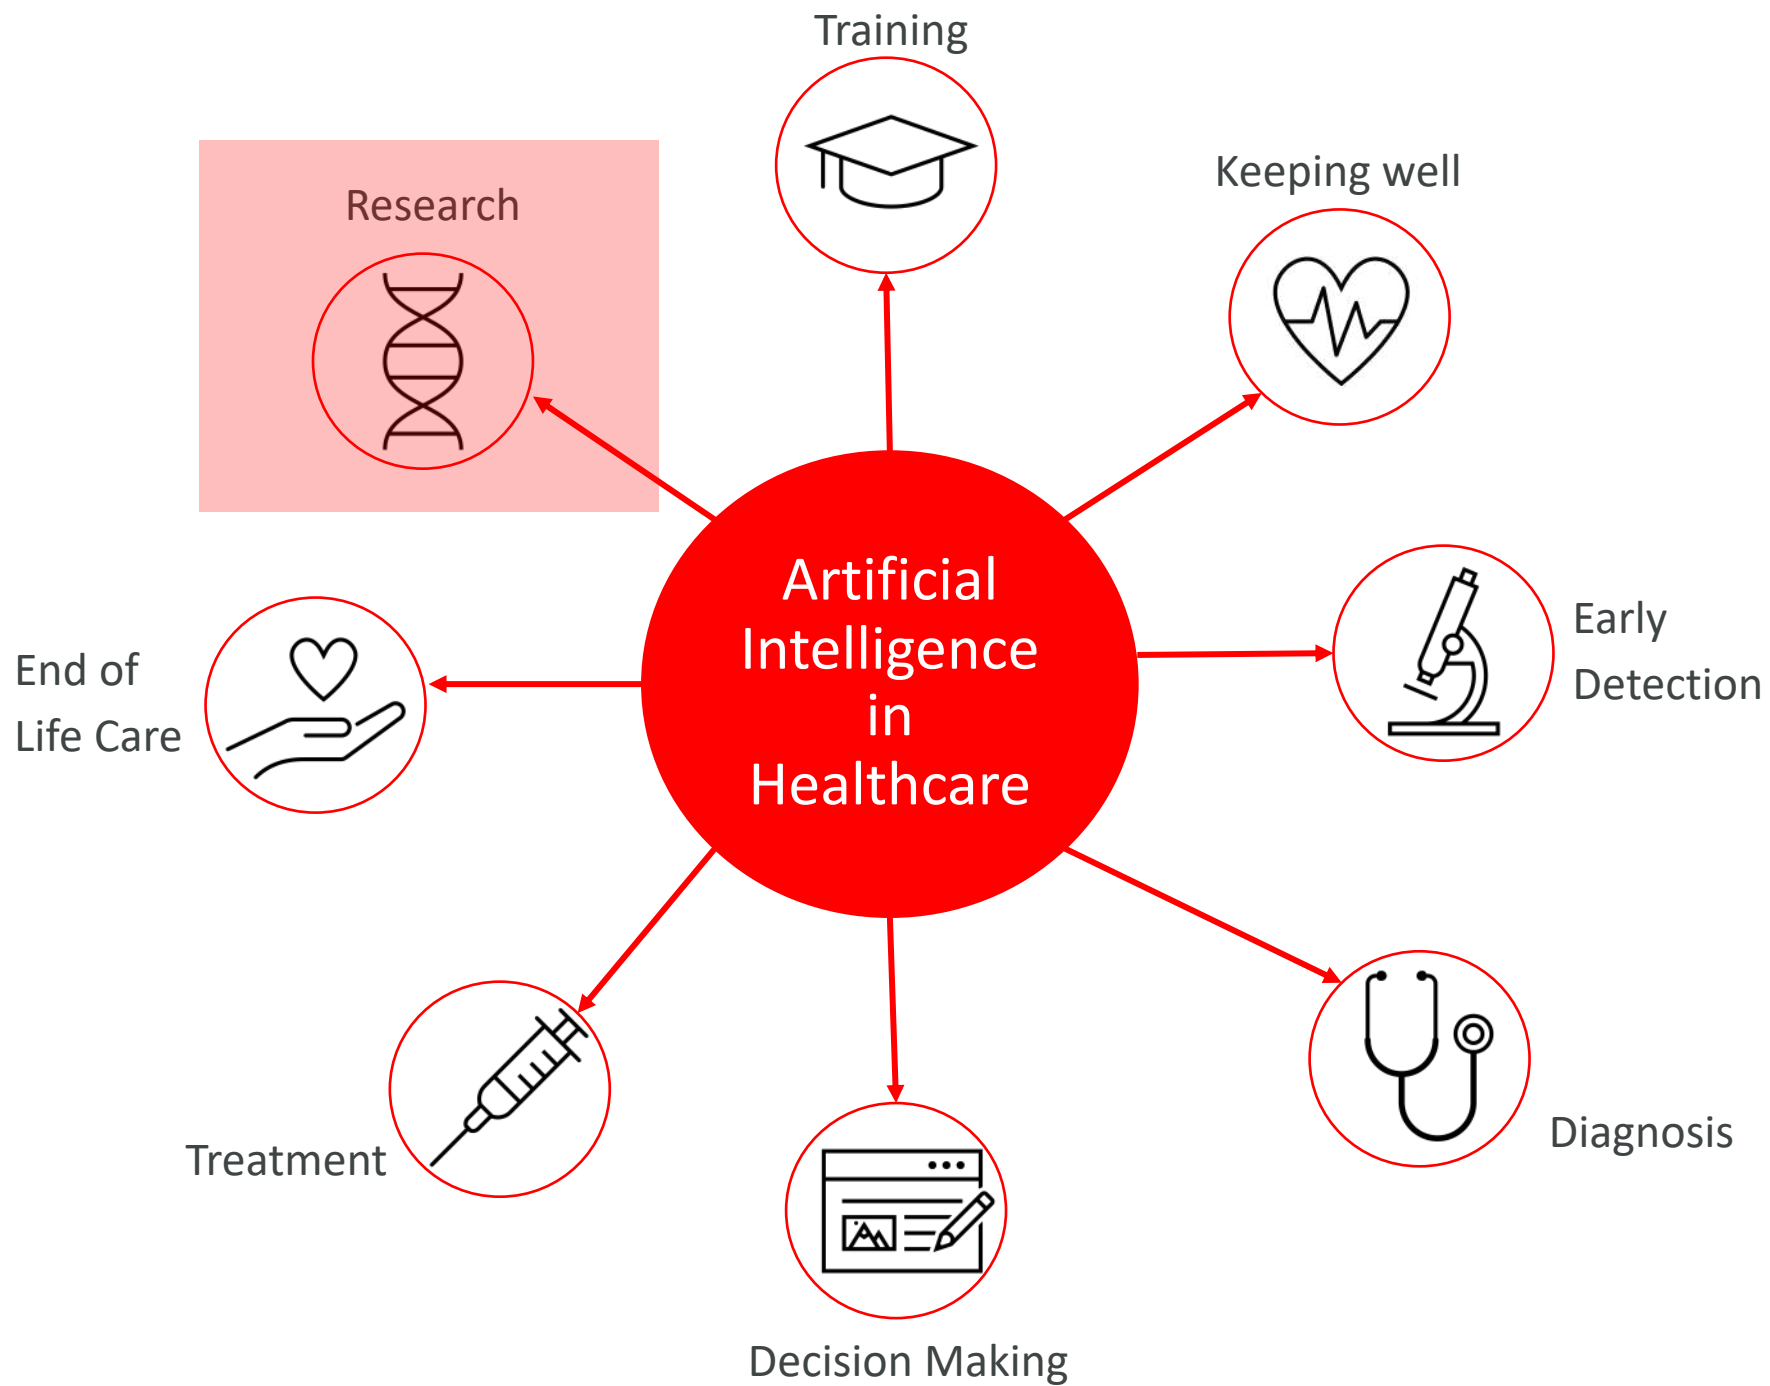 Training
Keeping well
Research
Artificial
Intelligence
in
Healthcare
Early
Detection
End of
Life Care
Diagnosis
Treatment
Decision Making